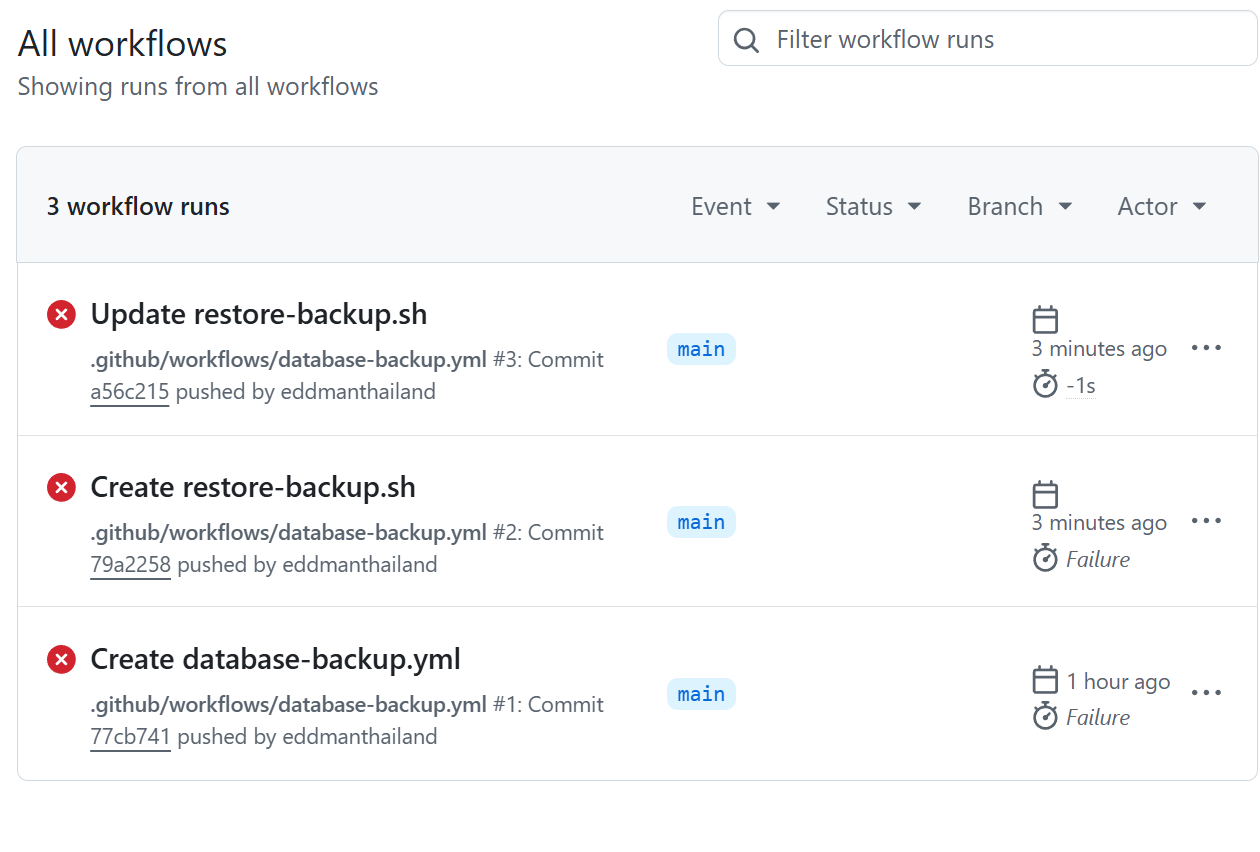 All workflows
Filter workflow runs
Showing runs from all workflows
3 workflow runs
Event
Status
Branch
Actor
Update restore-backup.sh
.github/workflows/database-backup.yml #3: Commit
a56c215 pushed by eddmanthailand
main
3 minutes ago
-1s
Create restore-backup.sh
.github/workflows/database-backup.yml #2: Commit
79a2258 pushed by eddmanthailand
main
3 minutes ago
Failure
Create database-backup.yml
.github/workflows/database-backup.yml #1: Commit
77cb741 pushed by eddmanthailand
main
1 hour ago
Failure